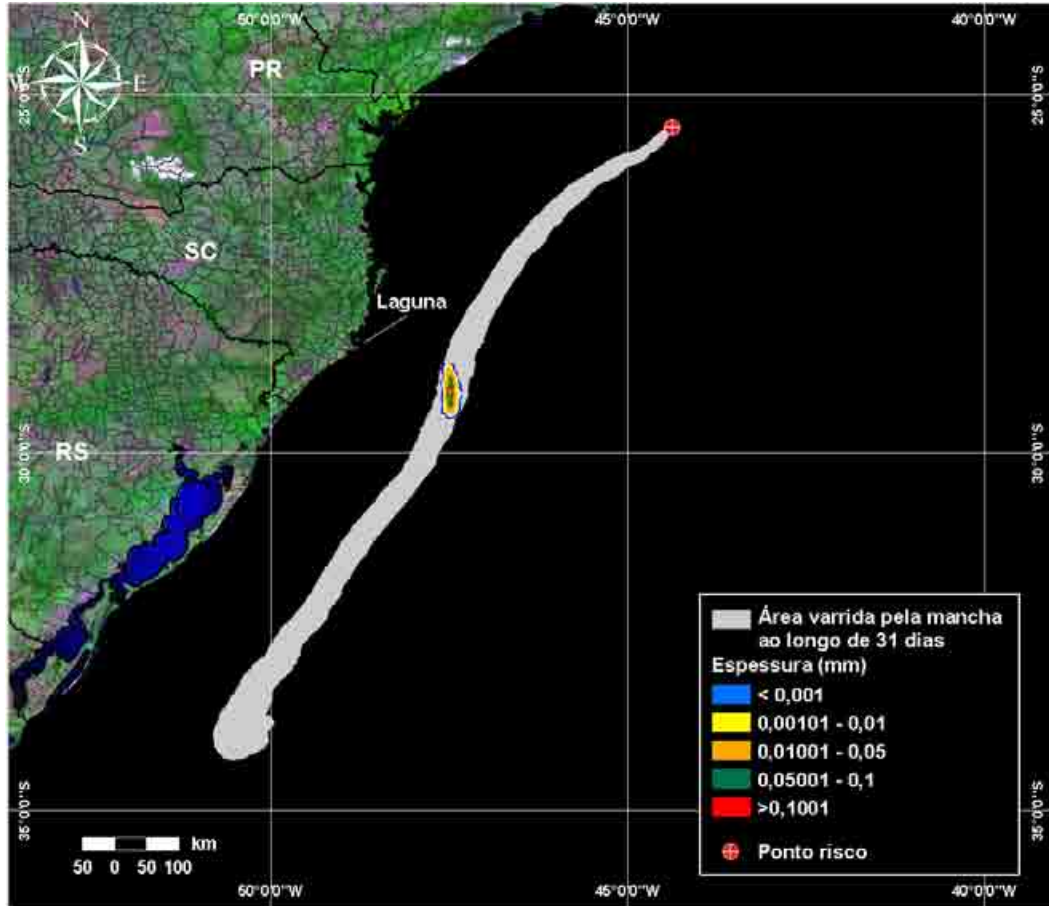 50°0'0"W 45°0'0"W 40°0'0"W
N
W E
S
PR
25°0'0"S 25°0'0"S
SC
Laguna
RS
30°0'0"S 30°0'0"S
Área varrida pela mancha
ao longo de 31 dias
Espessura (mm)
< 0,001
0,00101 - 0,01
0,01001 - 0,05
0,05001 - 0,1
>0,1001
Ponto risco
35°0'0"S 35°0'0"S
km
50 0 50 100
50°0'0"W 45°0'0"W 40°0'0"W